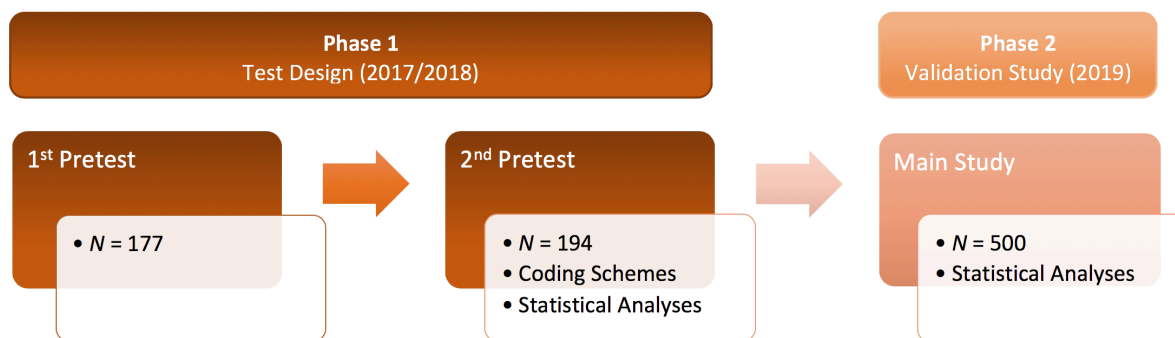 Phase 1
Test Design (2017/2018)
Phase 2
Validation Study (2019)
1st Pretest
• N = 177
2nd Pretest
• N = 194
• Coding Schemes
• Statistical Analyses
Main Study
• N = 500
• Statistical Analyses